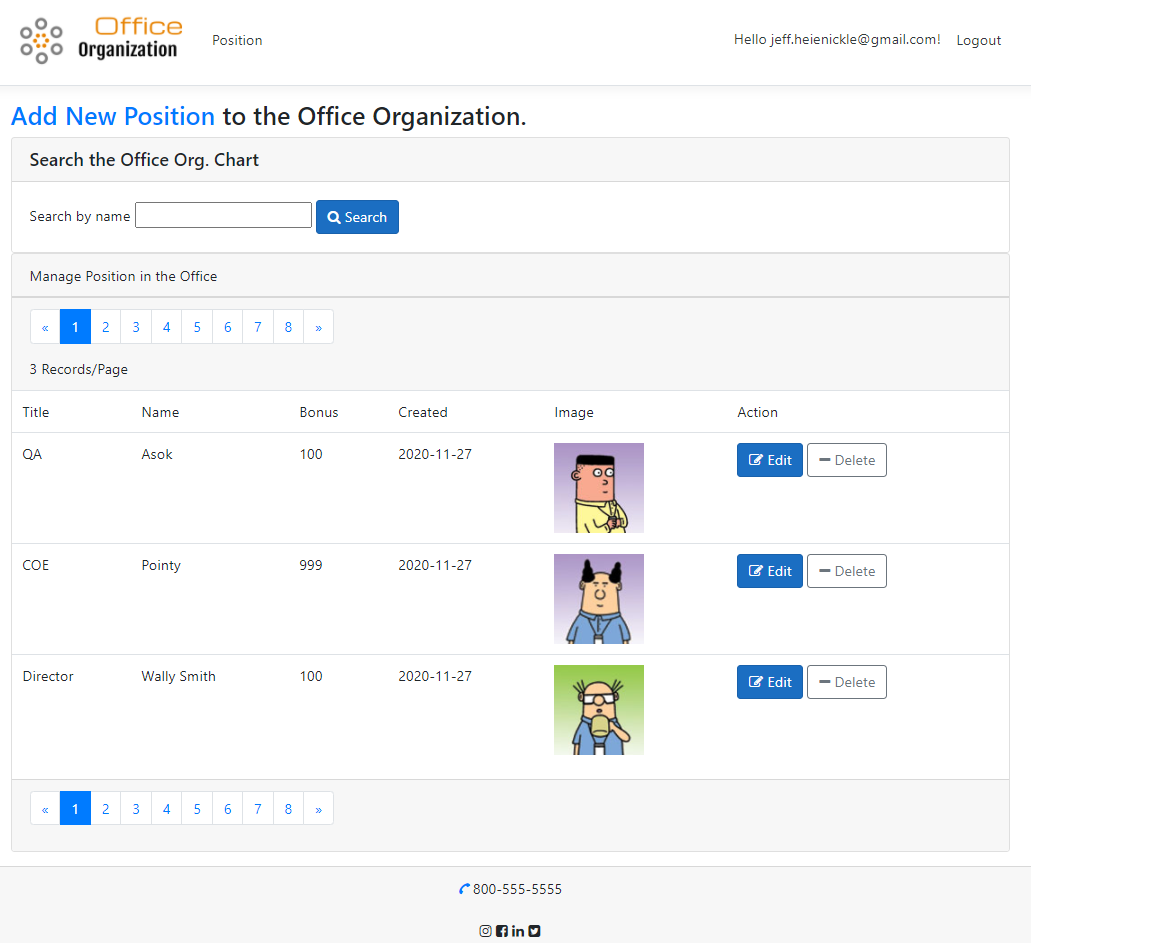 Office
Organization
Position
Hello jeff.heienickle@gmail.com!
Logout
Add New Position to the Office Organization.
Search the Office Org. Chart
Search by name
Search
Manage Position in the Office
« 1 2 3 4 5 6 7 8 »
3 Records/Page
Title Name Bonus Created Image Action
QA Asok 100 2020-11-27 Edit Delete
COE Pointy 999 2020-11-27 Edit Delete
Director Wally Smith 100 2020-11-27 Edit Delete
« 1 2 3 4 5 6 7 8 »
800-555-5555